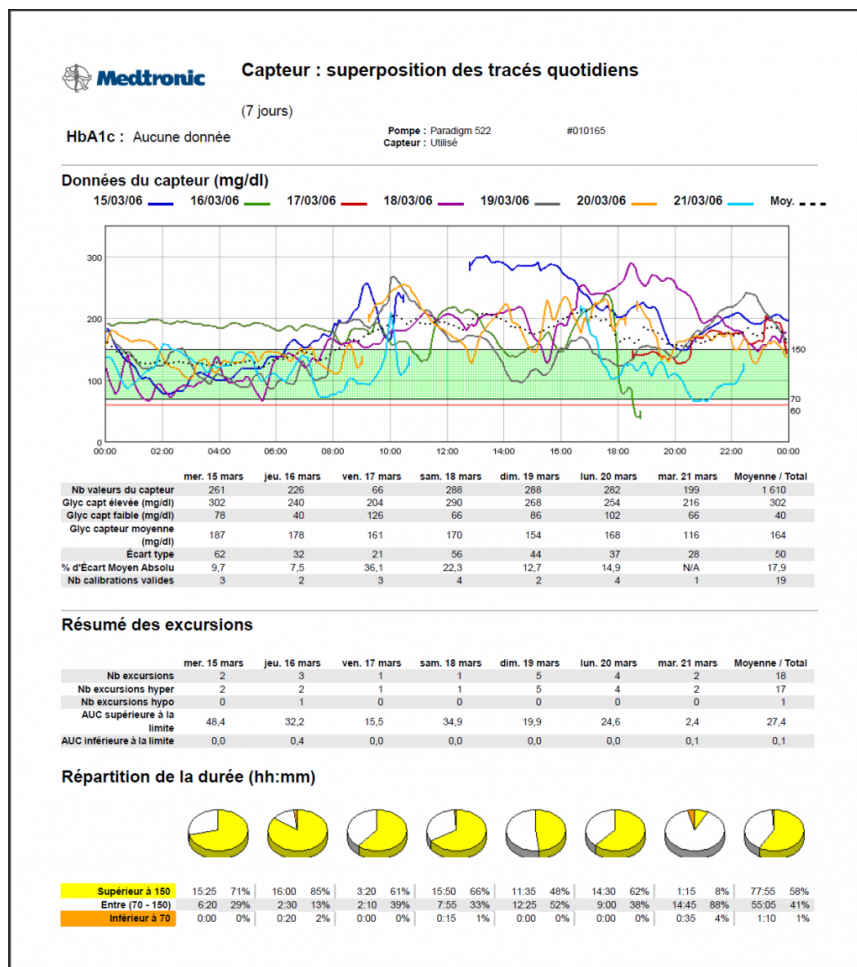 Medtronic
Capteur : superposition des tracés quotidiens
(7 jours)
HbA1c : Aucune donnée
Pompe : Paradigm 522 #010165
Capteur : Utilisé
Données du capteur (mg/dl)
15/03/06 16/03/06 17/03/06 18/03/06 19/03/06 20/03/06 21/03/06 Moy.
300
200
150
100
70
60
0
00:00 02:00 04:00 06:00 08:00 10:00 12:00 14:00 16:00 18:00 20:00 22:00 00:00
mer. 15 mars jeu. 16 mars ven. 17 mars sam. 18 mars dim. 19 mars lun. 20 mars mar. 21 mars Moyenne / Total
Nb valeurs du capteur 261 226 66 288 288 282 199 1 610
Glyc capt élevée (mg/dl) 302 240 204 290 268 254 216 302
Glyc capt faible (mg/dl) 78 40 126 66 86 102 66 40
Glyc capteur moyenne
(mg/dl) 187 178 161 170 154 168 116 164
Écart type 62 32 21 56 44 37 28 50
% d'Écart Moyen Absolu 9,7 7,5 36,1 22,3 12,7 14,9 N/A 17,9
Nb calibrations valides 3 2 3 4 2 4 1 19
Résumé des excursions
mer. 15 mars jeu. 16 mars ven. 17 mars sam. 18 mars dim. 19 mars lun. 20 mars mar. 21 mars Moyenne / Total
Nb excursions 2 3 1 1 5 4 2 18
Nb excursions hyper 2 2 1 1 5 4 2 17
Nb excursions hypo 0 1 0 0 0 0 0 1
AUC supérieure à la
limite 48,4 32,2 15,5 34,9 19,9 24,6 2,4 27,4
AUC inférieure à la limite 0,0 0,4 0,0 0,0 0,0 0,0 0,1 0,1
Répartition de la durée (hh:mm)
Supérieur à 150 15:25 71% 16:00 85% 3:20 61% 15:50 66% 11:35 48% 14:30 62% 1:15 8% 77:55 58%
Entre (70 - 150) 6:20 29% 2:30 13% 2:10 39% 7:55 33% 12:25 52% 9:00 38% 14:45 88% 55:05 41%
Inférieur à 70 0:00 0% 0:20 2% 0:00 0% 0:15 1% 0:00 0% 0:00 0% 0:35 4% 1:10 1%